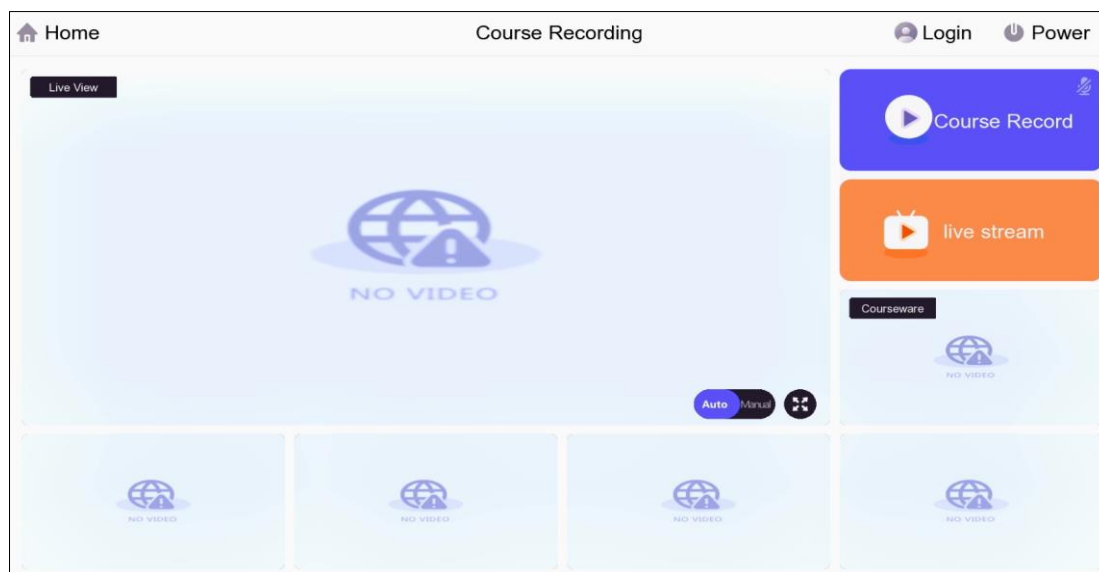 Home
Course Recording
Login
Power
Live View
Course Record
live stream
NO VIDEO
Courseware
NO VIDEO
Auto
Manual
NO VIDEO
NO VIDEO
NO VIDEO
NO VIDEO